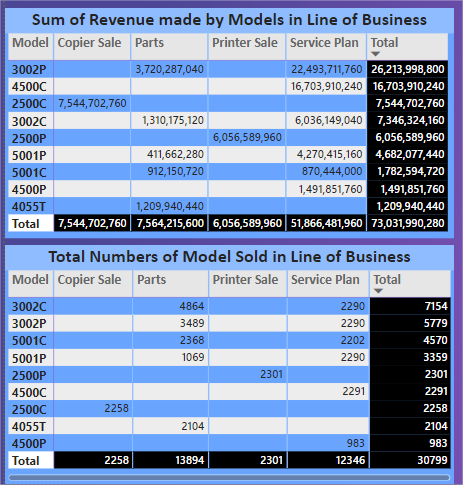 Sum of Revenue made by Models in Line of Business
Model Copier Sale Parts Printer Sale Service Plan Total
3002P 3,720,287,040 22,493,711,760 26,213,998,800
4500C 16,703,910,240 16,703,910,240
2500C 7,544,702,760 7,544,702,760
3002C 1,310,175,120 6,036,149,040 7,346,324,160
2500P 6,056,589,960 6,056,589,960
5001P 411,662,280 4,270,415,160 4,682,077,440
5001C 912,150,720 870,444,000 1,782,594,720
4500P 1,491,851,760 1,491,851,760
4055T 1,209,940,440 1,209,940,440
Total 7,544,702,760 7,564,215,600 6,056,589,960 51,866,481,960 73,031,990,280
Total Numbers of Model Sold in Line of Business
Model Copier Sale Parts Printer Sale Service Plan Total
3002C 4864 2290 7154
3002P 3489 2290 5779
5001C 2368 2202 4570
5001P 1069 2290 3359
2500P 2301 2301
4500C 2291 2291
2500C 2258 2258
4055T 2104 2104
4500P 983 983
Total 2258 13894 2301 12346 30799